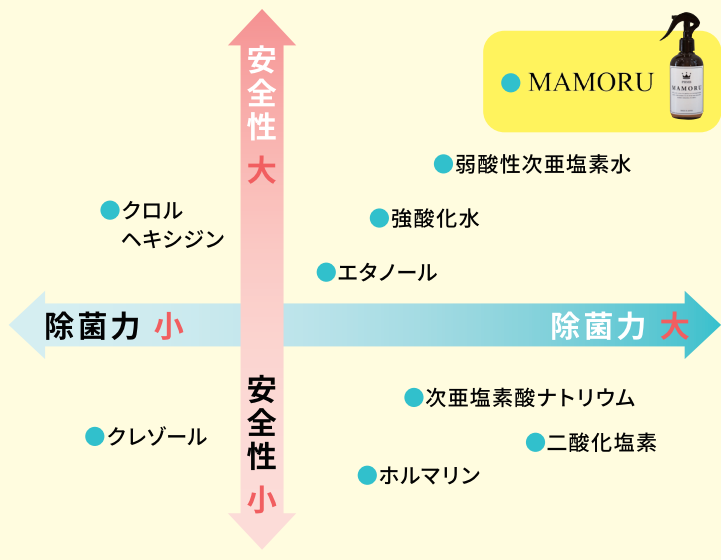 安全性 大
MAMORU
MAMORU
弱酸性次亜塩素水
クロル
ヘキシジン
強酸化水
エタノール
除菌力 小
除菌力 大
安全性 小
次亜塩素酸ナトリウム
クレゾール
二酸化塩素
ホルマリン